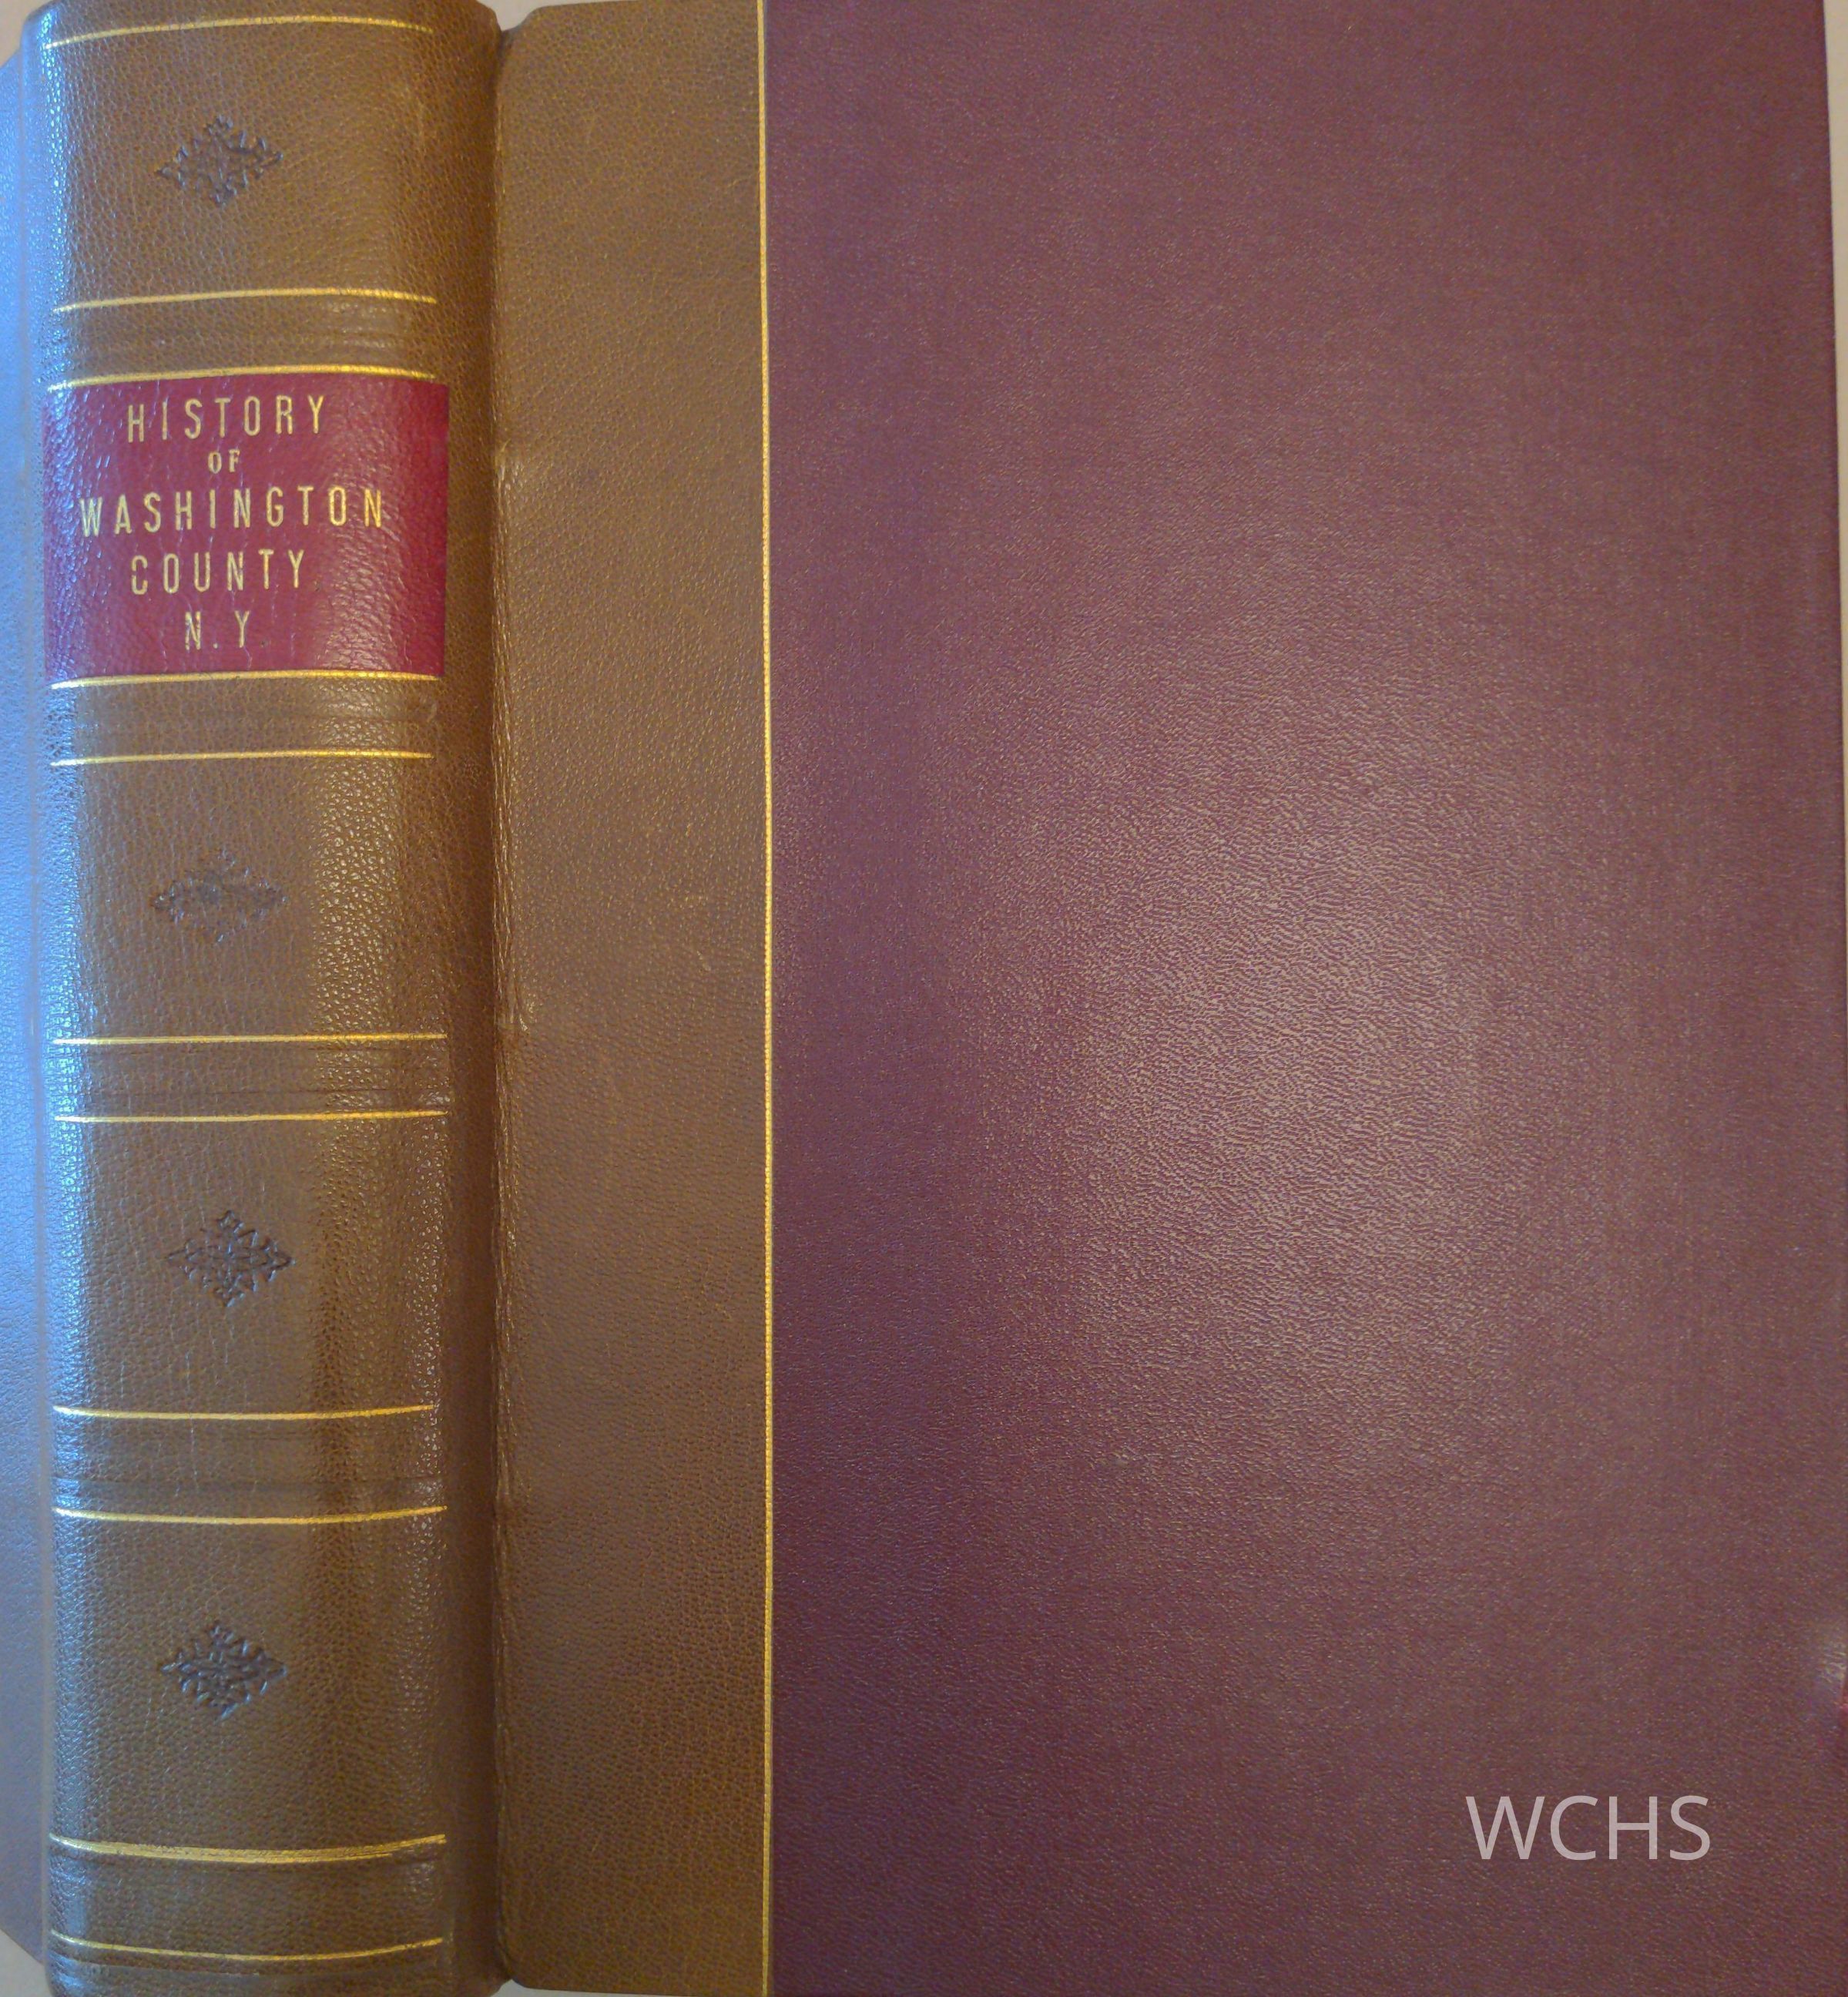 HISTORY
OF
WASHINGTON
COUNTY
N.Y.
WCHS